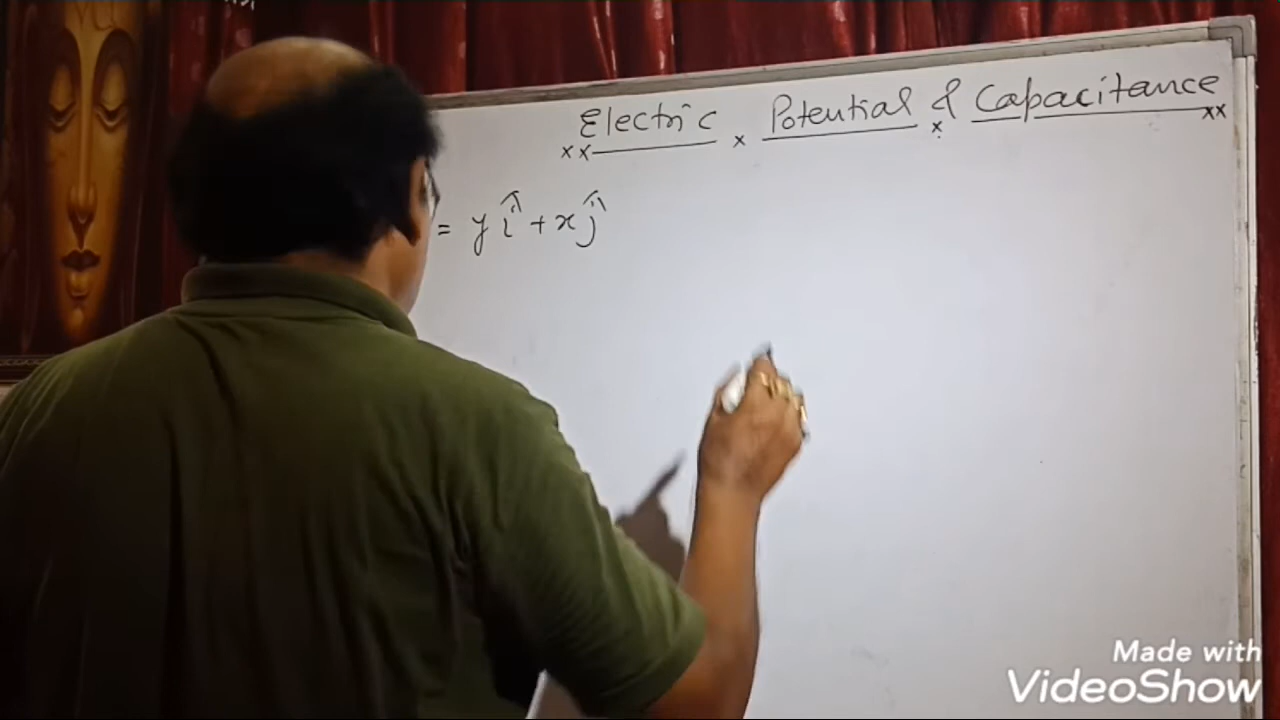 Electric Potential & Capacitance
= y î + x ĵ
Made with
VideoShow